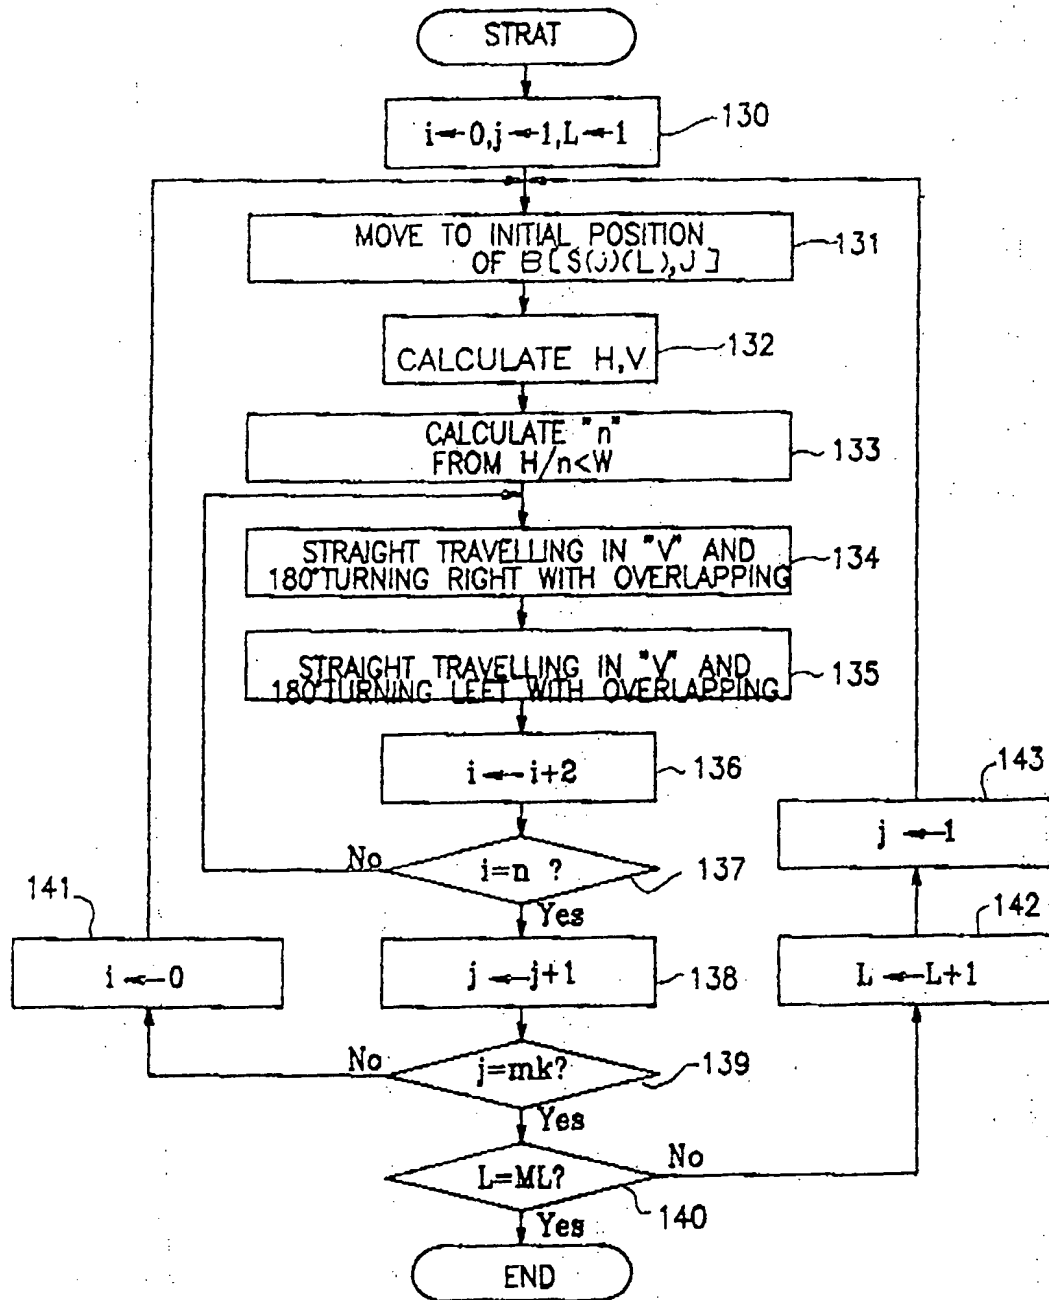 STRAT
i←0,j←1,L←1
130
MOVE TO INITIAL POSITION
OF B[S(j)(L),J]
131
CALCULATE H,V
132
CALCULATE "n"
FROM H/n<W
133
STRAIGHT TRAVELLING IN "V" AND
180°TURNING RIGHT WITH OVERLAPPING
134
STRAIGHT TRAVELLING IN "V" AND
180°TURNING LEFT WITH OVERLAPPING
135
i←i+2
136
143
j←1
No
i=n ?
137
Yes
141
i←0
j←j+1
138
142
L←L+1
No
j=mk?
139
Yes
L=ML?
No
140
Yes
END